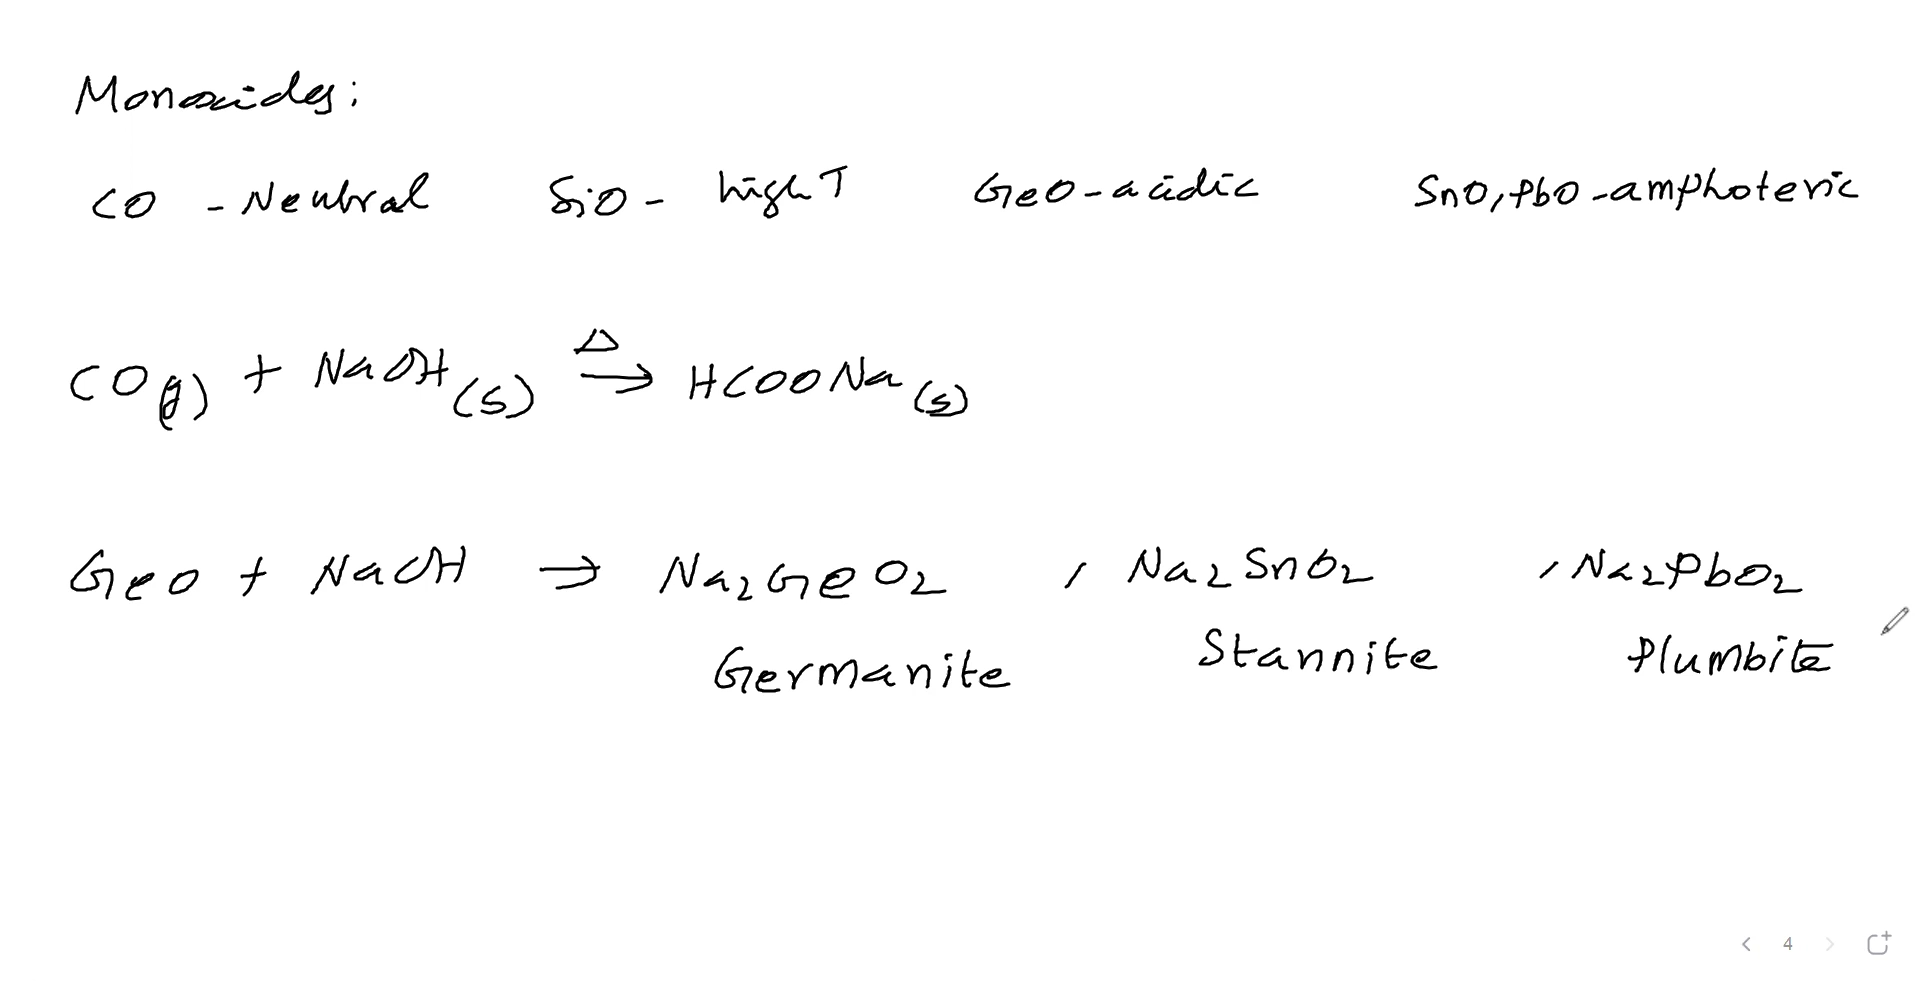 Monoxides:
CO - Neutral SiO - high T GeO - acidic SnO, PbO - amphoteric
CO(g) + NaOH(s) →Δ HCOONa(s)
GeO + NaOH → Na₂GeO₂ , Na₂SnO₂ , Na₂PbO₂
Germanite Stannite Plumbite
4